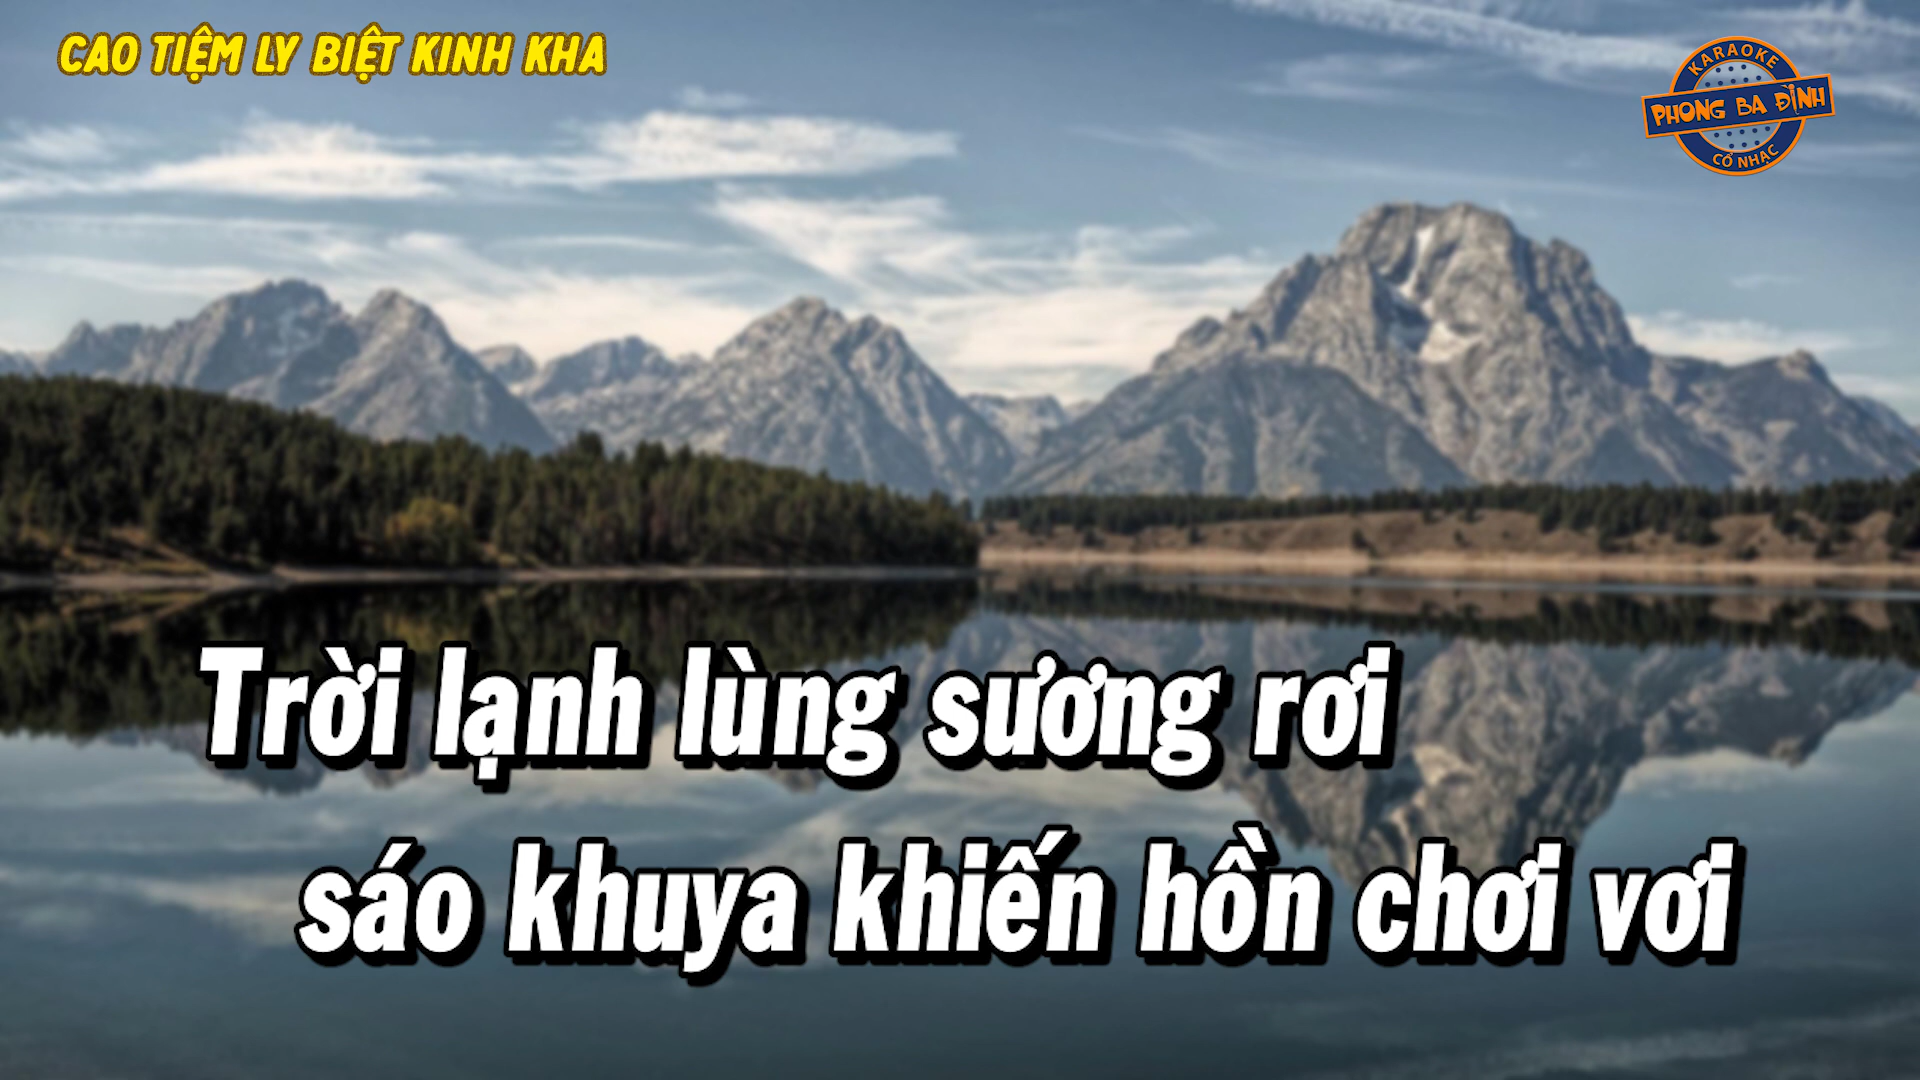 CAO TIỆM LY BIỆT KINH KHA
KARAOKE
PHONG BA ĐÌNH
CỔ NHẠC
Trời lạnh lùng sương rơi
sáo khuya khiến hồn chơi vơi